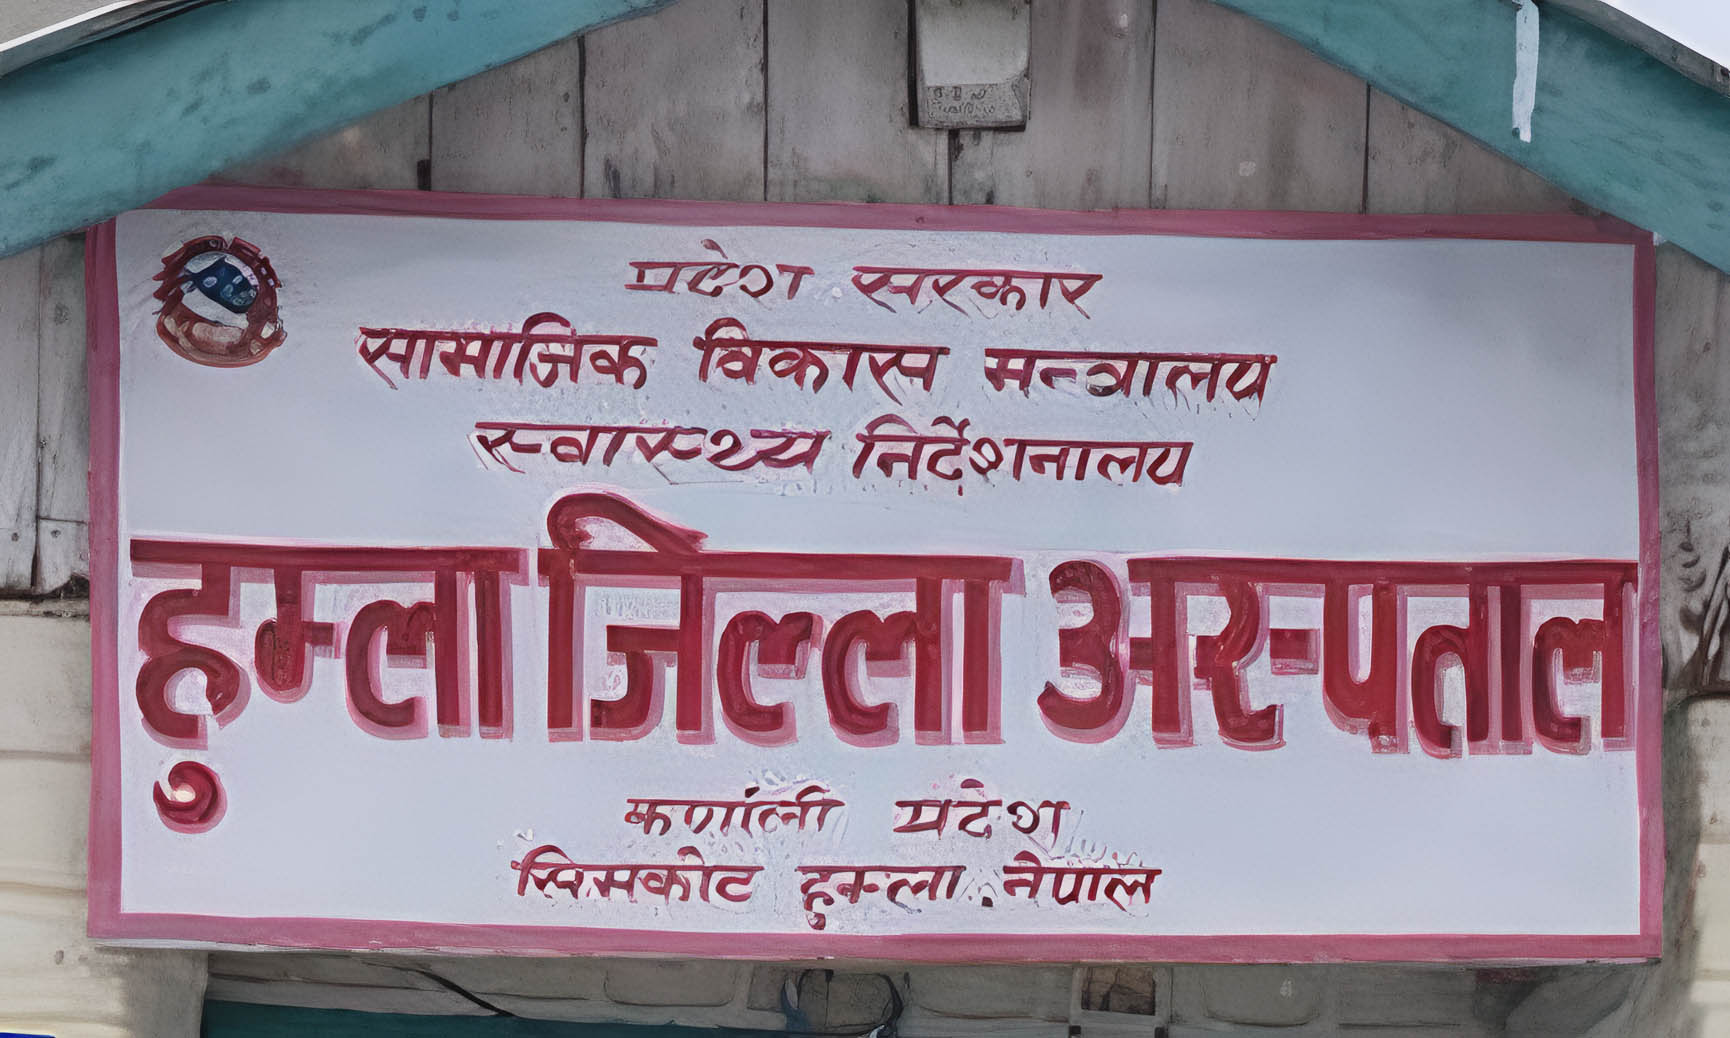 प्रदेश सरकार
सामाजिक विकास मन्त्रालय
स्वास्थ्य निर्देशनालय
हुम्ला जिल्ला अस्पताल
कर्णाली प्रदेश
सिमकोट हुम्ला, नेपाल